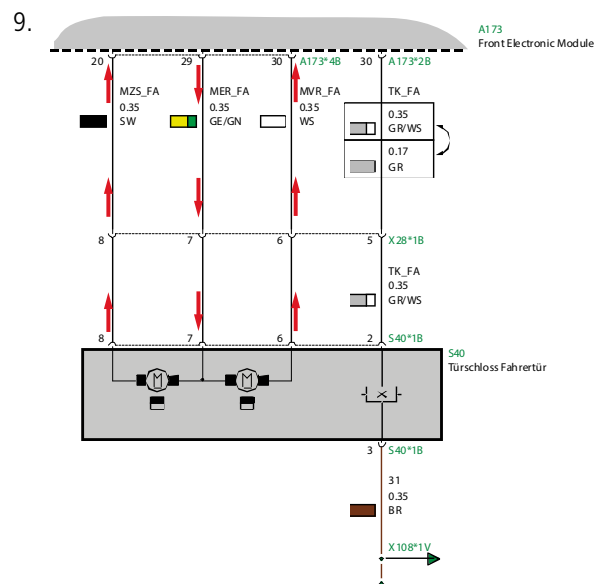 9.
A173
Front Electronic Module
20 29 30 A173*4B 30 A173*2B
MZS_FA MER_FA MVR_FA TK_FA
0.35 0.35 0.35 0.35
SW GE/GN WS GR/WS
0.17
GR
8 7 6 5 X28*1B
TK_FA
0.35
GR/WS
8 7 6 2 S40*1B
S40
Türschloss Fahrertür
M M
3 S40*1B
31
0.35
BR
X108*1V